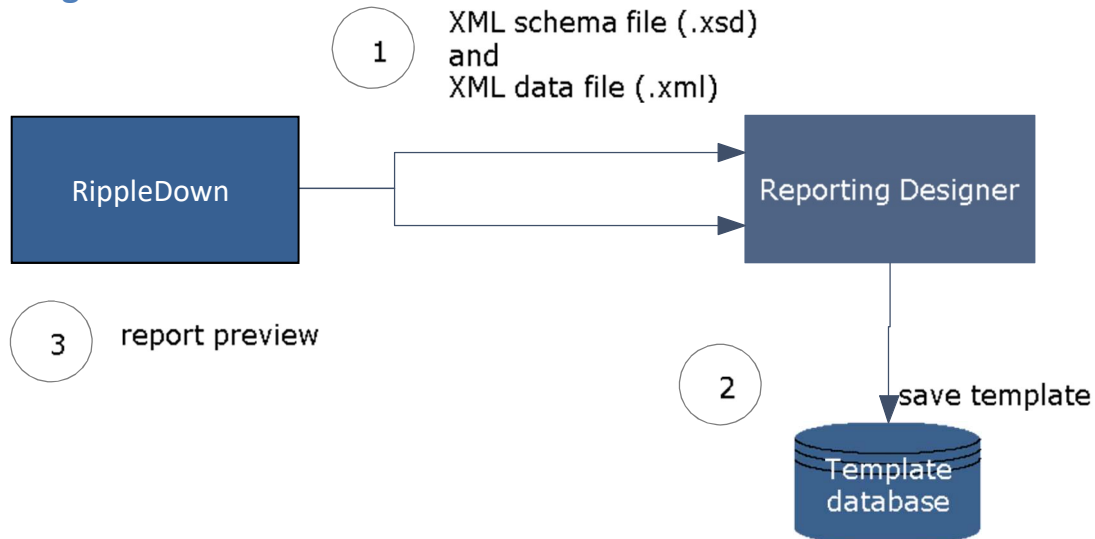 1
XML schema file (.xsd)
and
XML data file (.xml)
RippleDown
Reporting Designer
3
report preview
2
save template
Template
database